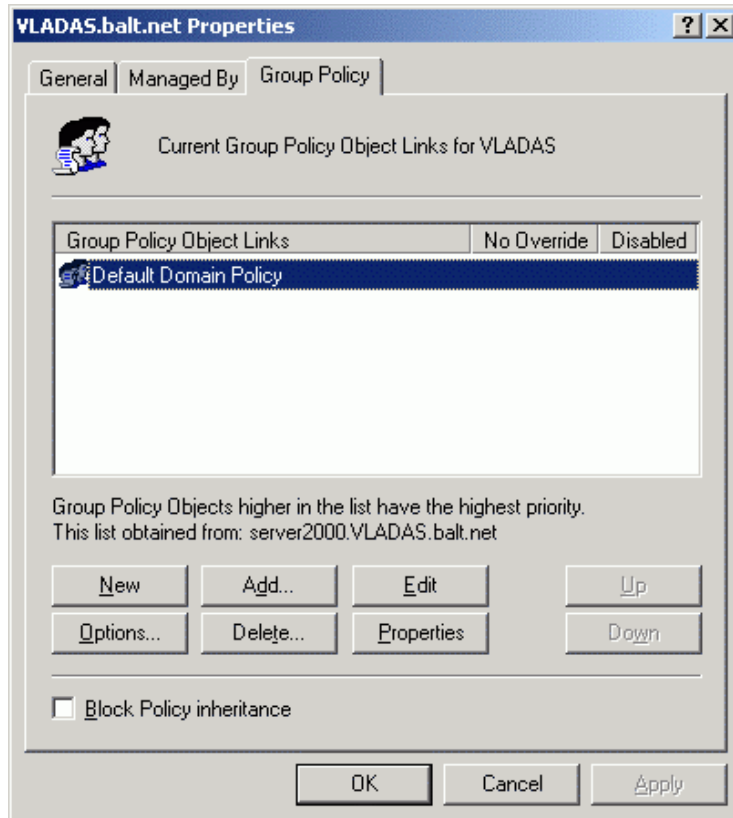 VLADAS.balt.net Properties
General Managed By Group Policy
Current Group Policy Object Links for VLADAS
Group Policy Object Links No Override Disabled
Default Domain Policy
Group Policy Objects higher in the list have the highest priority.
This list obtained from: server2000.VLADAS.balt.net
New Add... Edit Up
Options... Delete... Properties Down
Block Policy inheritance
OK Cancel Apply